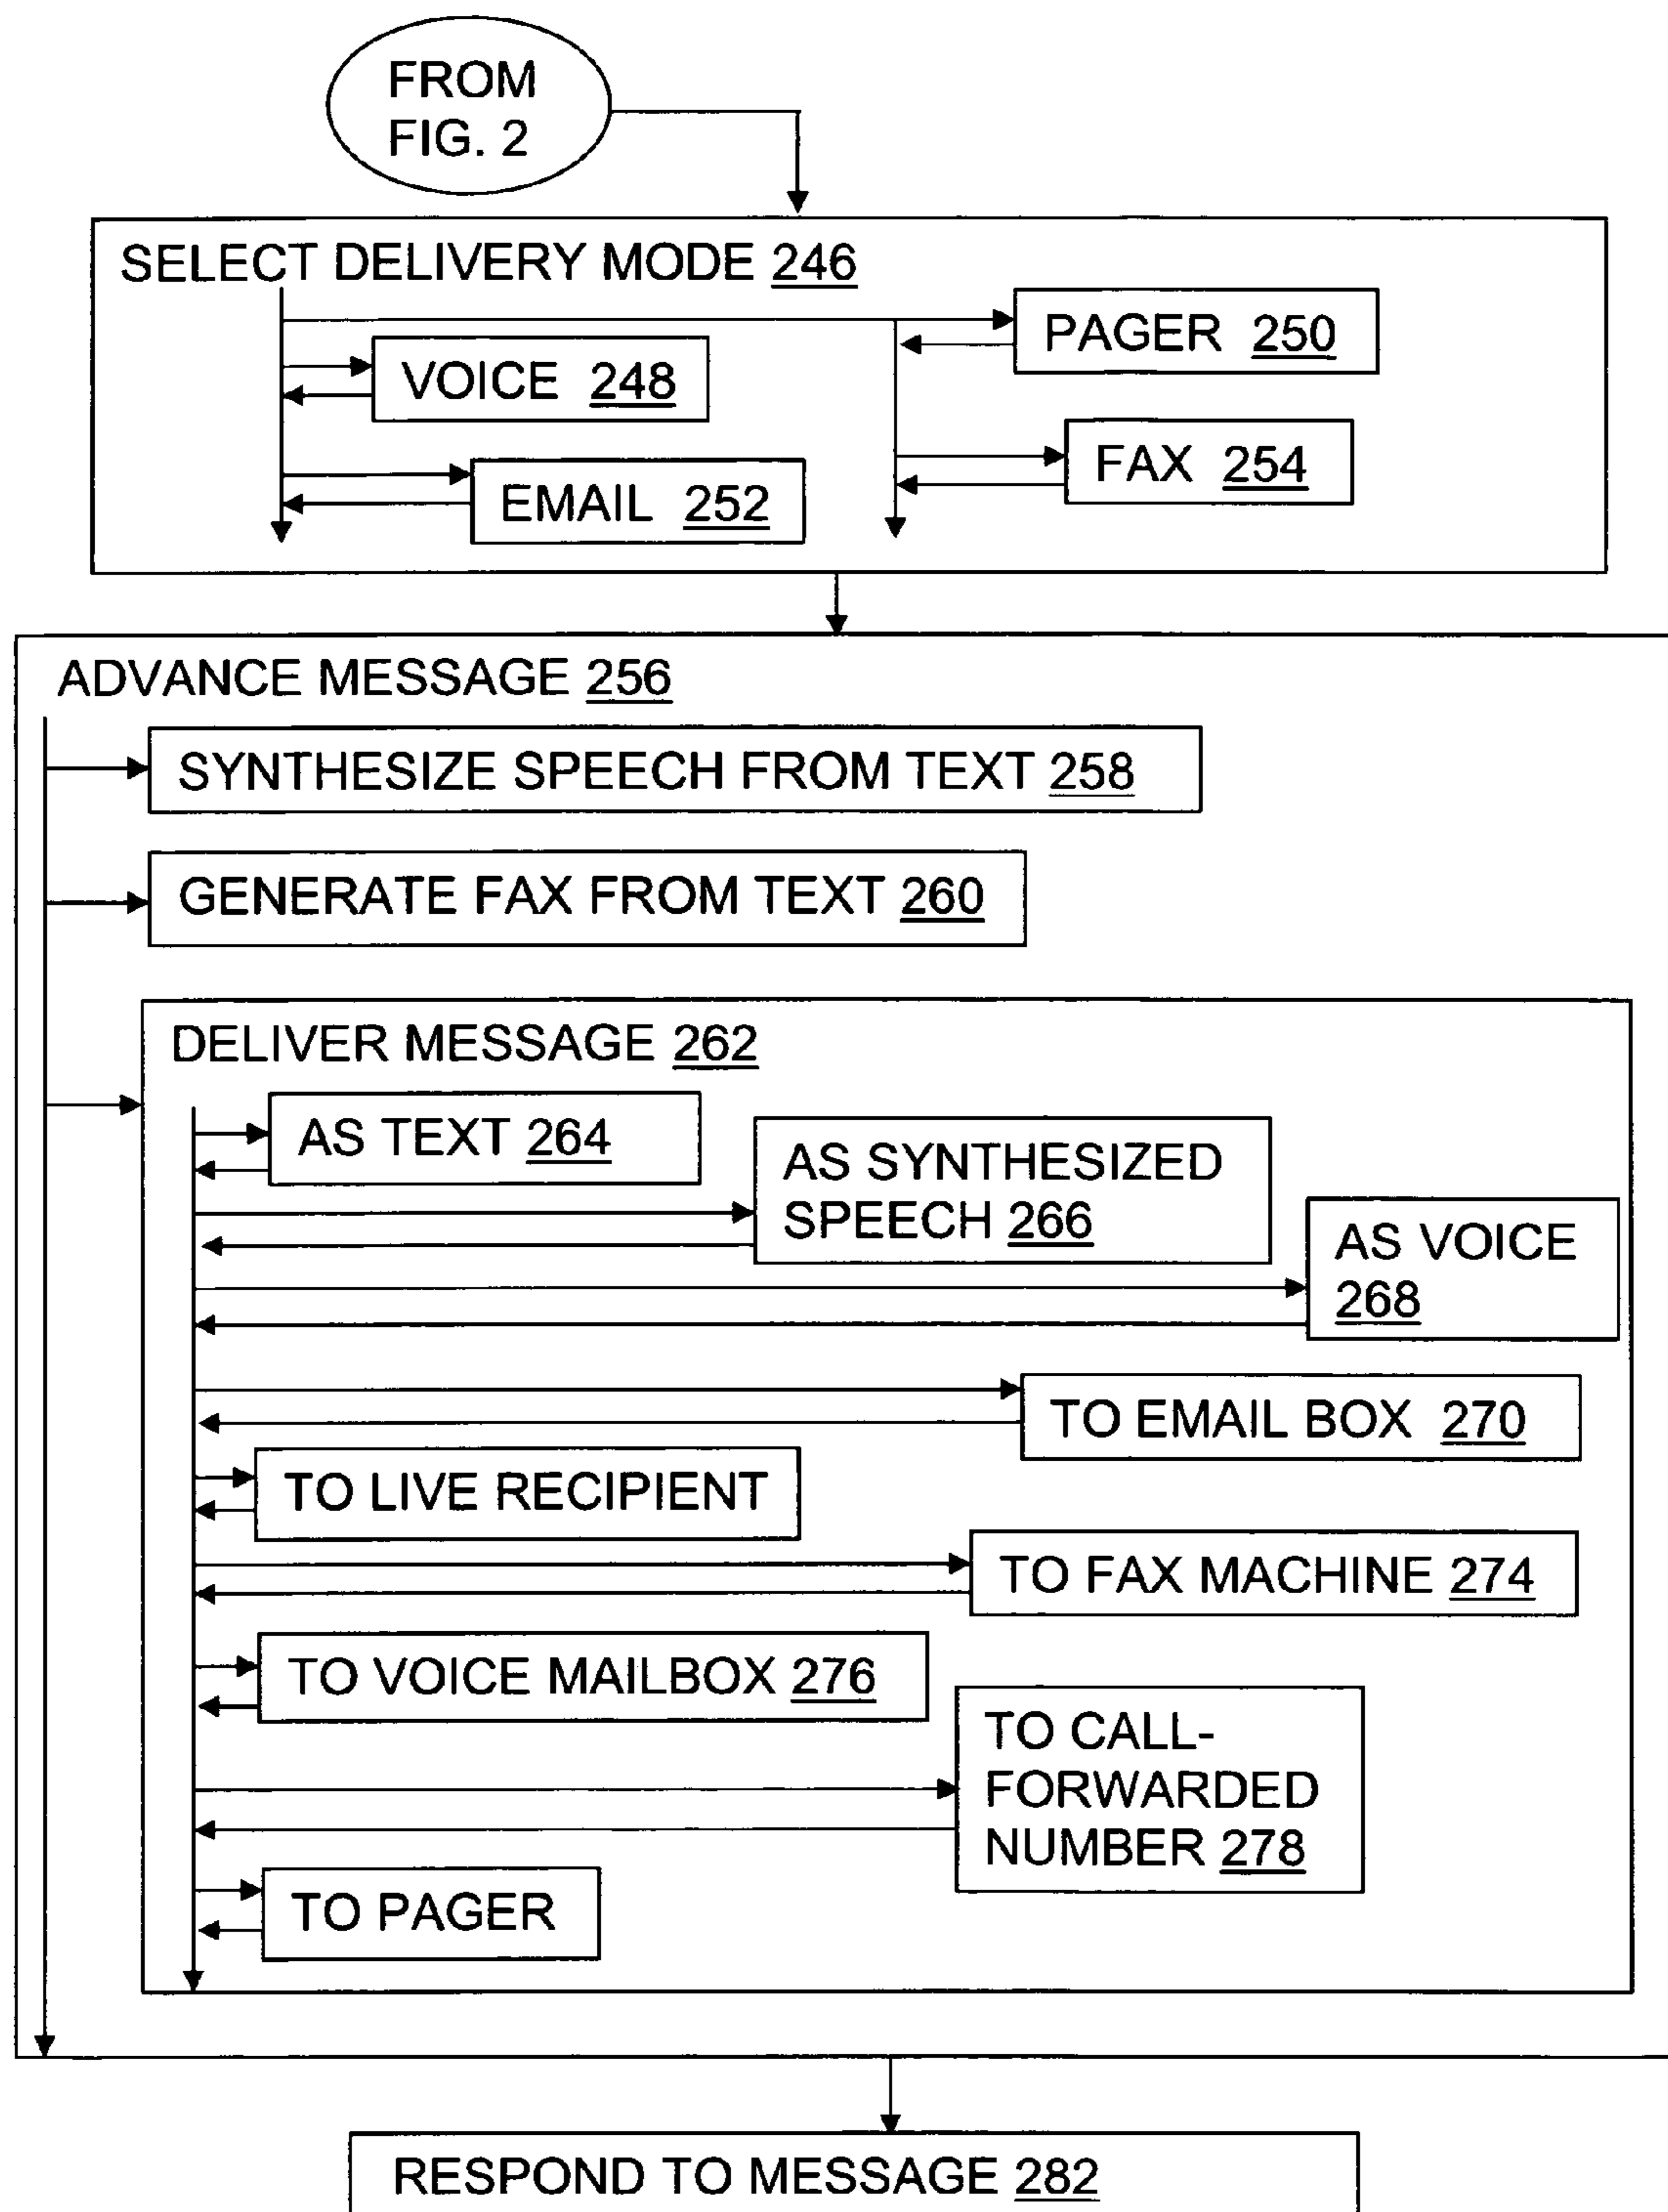 FROM
FIG. 2
SELECT DELIVERY MODE 246
PAGER 250
VOICE 248
FAX 254
EMAIL 252
ADVANCE MESSAGE 256
SYNTHESIZE SPEECH FROM TEXT 258
GENERATE FAX FROM TEXT 260
DELIVER MESSAGE 262
AS TEXT 264
AS SYNTHESIZED
SPEECH 266
AS VOICE
268
TO EMAIL BOX 270
TO LIVE RECIPIENT
TO FAX MACHINE 274
TO VOICE MAILBOX 276
TO CALL-
FORWARDED
NUMBER 278
TO PAGER
RESPOND TO MESSAGE 282